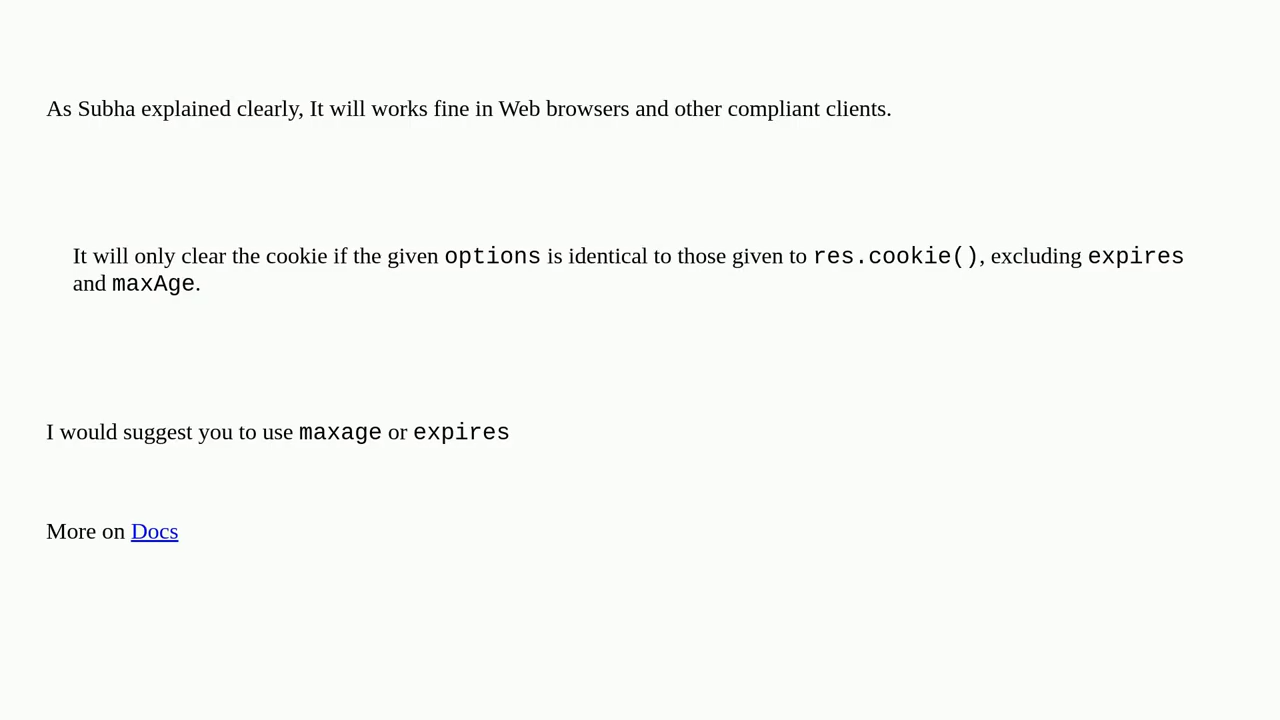 As Subha explained clearly, It will works fine in Web browsers and other compliant clients.
It will only clear the cookie if the given options is identical to those given to res.cookie(), excluding expires
and maxAge.
I would suggest you to use maxage or expires
More on Docs